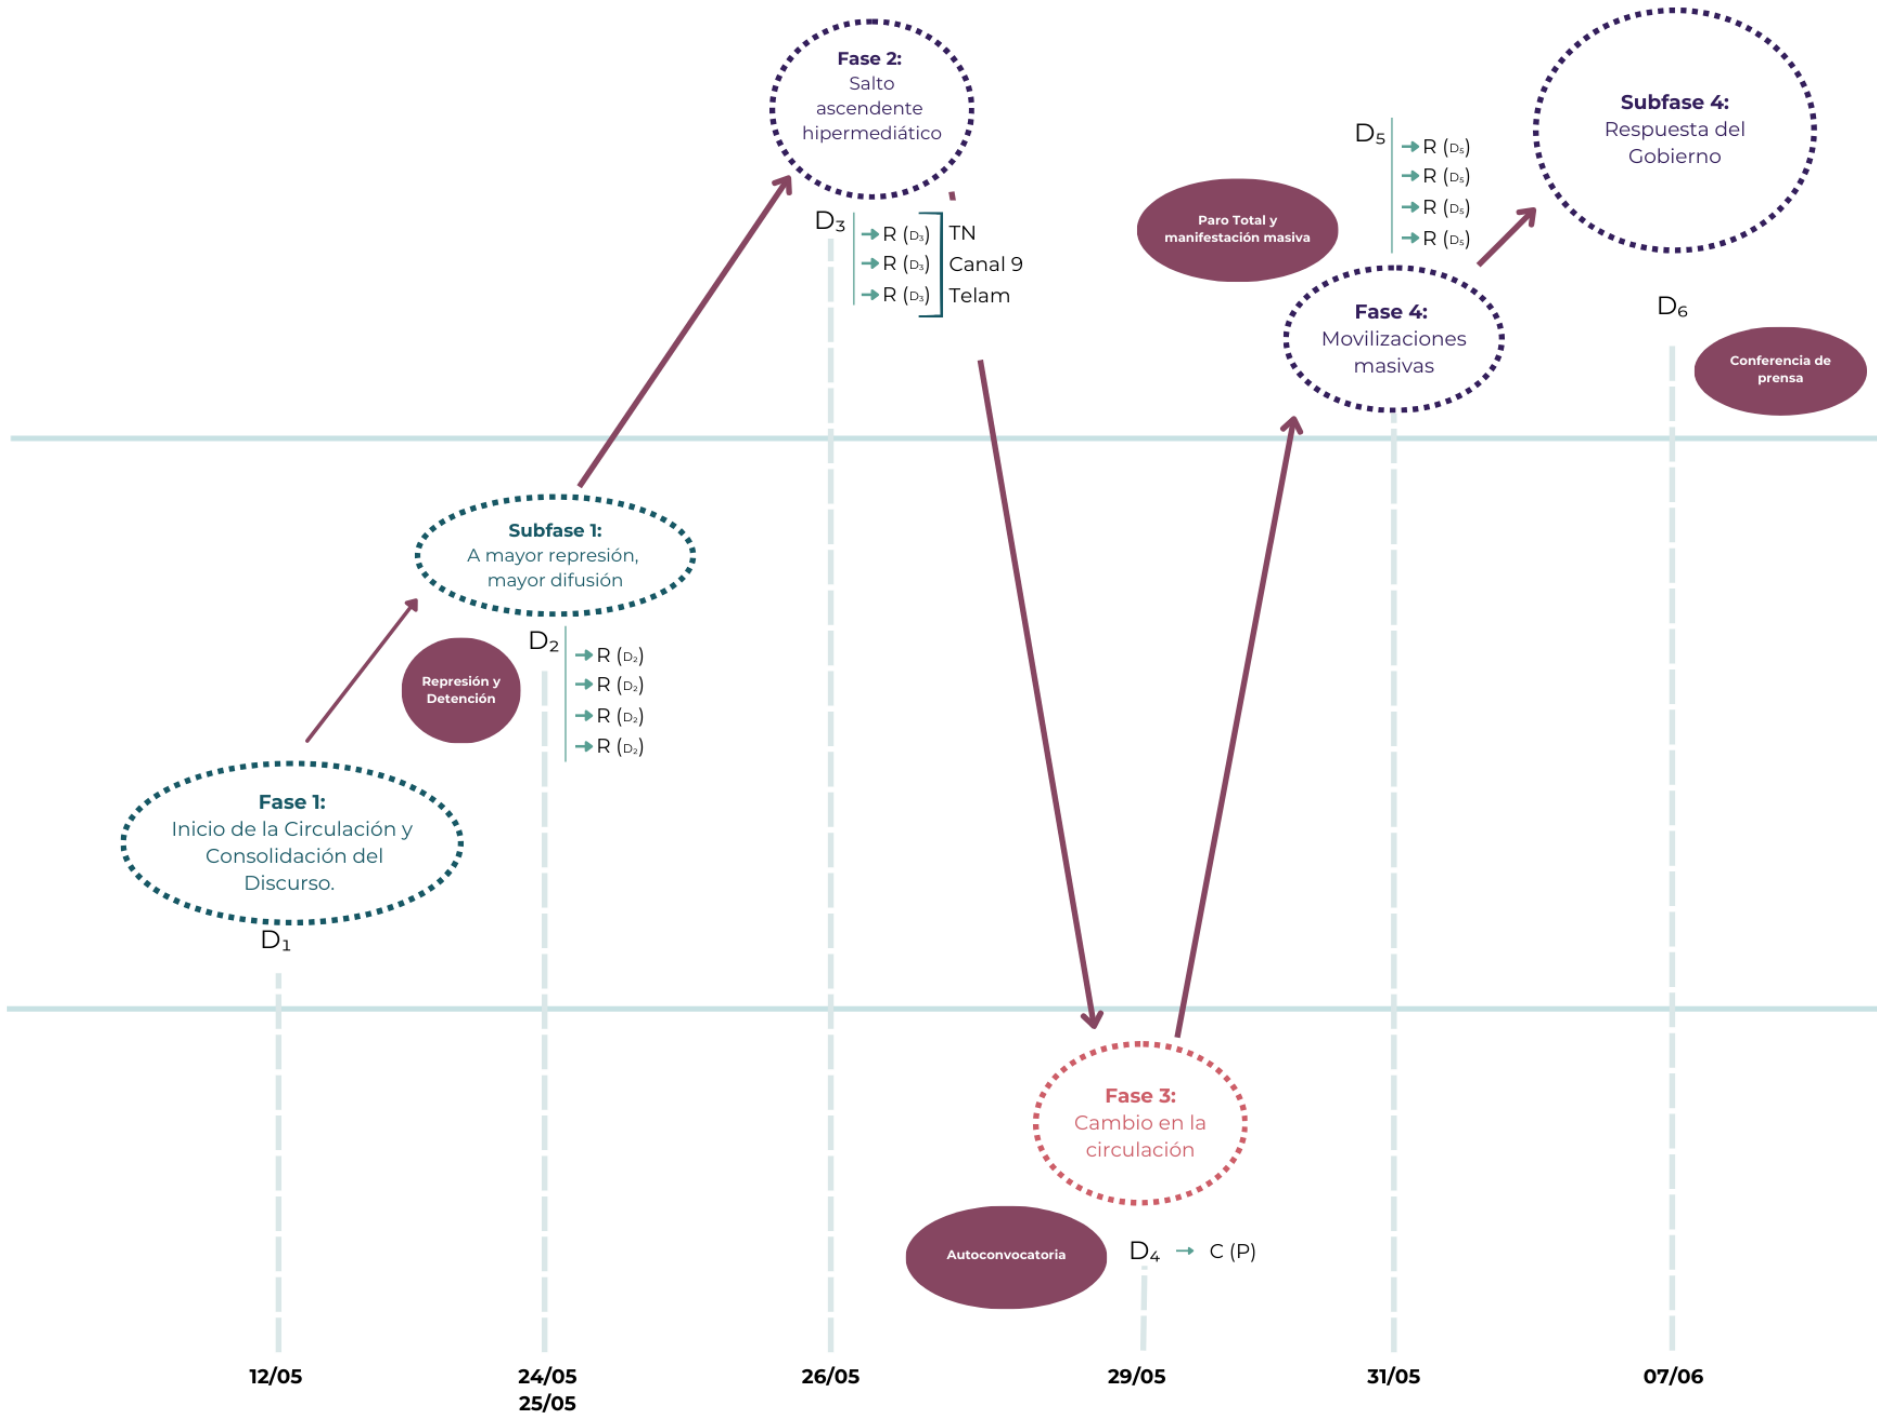 Fase 2:
Salto
ascendente
hipermediático
D₃
R (D₃)
R (D₃)
R (D₃)
TN
Canal 9
Telam
Paro Total y
manifestación masiva
D₅
R (D₅)
R (D₅)
R (D₅)
R (D₅)
Fase 4:
Movilizaciones
masivas
Subfase 4:
Respuesta del
Gobierno
D₆
Conferencia de
prensa
Subfase 1:
A mayor represión,
mayor difusión
Represión y
Detención
D₂
R (D₂)
R (D₂)
R (D₂)
R (D₂)
Fase 1:
Inicio de la Circulación y
Consolidación del
Discurso.
D₁
Fase 3:
Cambio en la
circulación
Autoconvocatoria
D₄ → C (P)
12/05
24/05
25/05
26/05
29/05
31/05
07/06